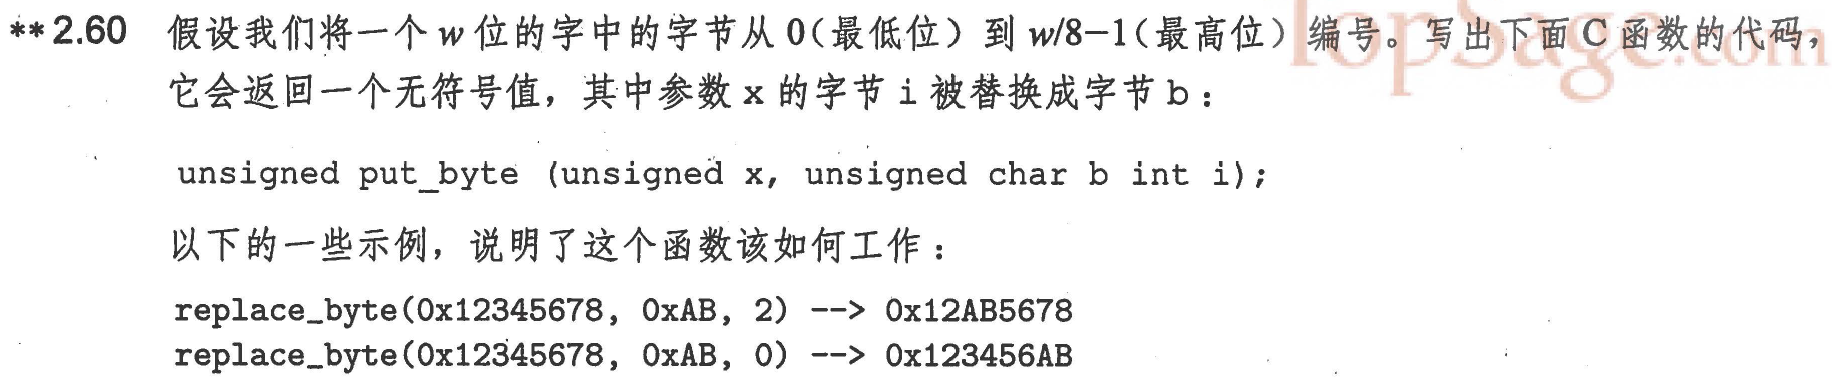 **2.60 假设我们将一个 w 位的字中的字节从 0(最低位) 到 w/8-1(最高位) 编号。写出下面 C 函数的代码,
它会返回一个无符号值, 其中参数 x 的字节 i 被替换成字节 b:
unsigned put_byte (unsigned x, unsigned char b int i);
以下的一些示例, 说明了这个函数该如何工作:
replace_byte(0x12345678, 0xAB, 2) --> 0x12AB5678
replace_byte(0x12345678, 0xAB, 0) --> 0x123456AB
TopSage.com